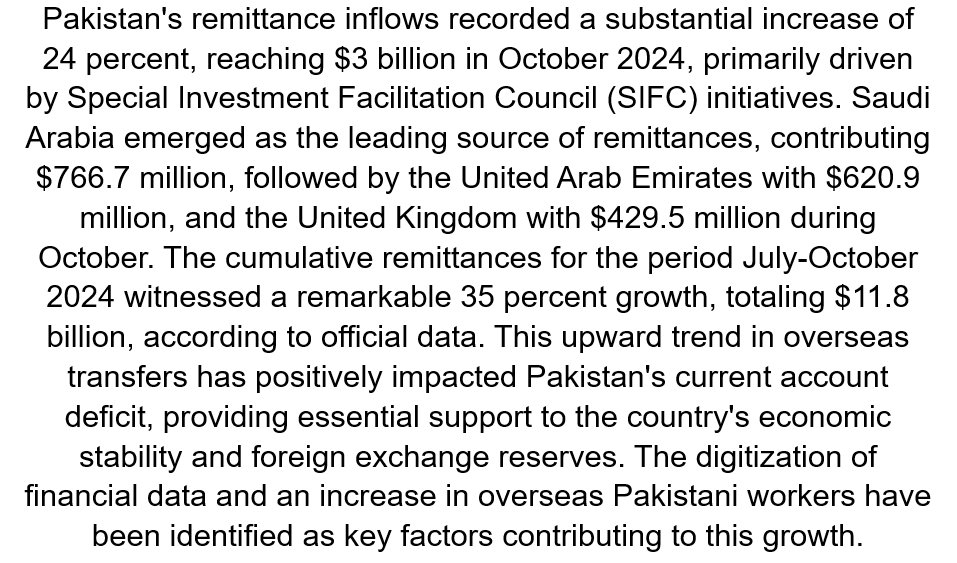 Pakistan's remittance inflows recorded a substantial increase of
24 percent, reaching $3 billion in October 2024, primarily driven
by Special Investment Facilitation Council (SIFC) initiatives. Saudi
Arabia emerged as the leading source of remittances, contributing
$766.7 million, followed by the United Arab Emirates with $620.9
million, and the United Kingdom with $429.5 million during
October. The cumulative remittances for the period July-October
2024 witnessed a remarkable 35 percent growth, totaling $11.8
billion, according to official data. This upward trend in overseas
transfers has positively impacted Pakistan's current account
deficit, providing essential support to the country's economic
stability and foreign exchange reserves. The digitization of
financial data and an increase in overseas Pakistani workers have
been identified as key factors contributing to this growth.